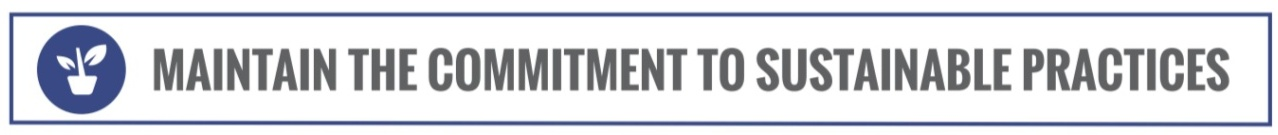 MAINTAIN THE COMMITMENT TO SUSTAINABLE PRACTICES